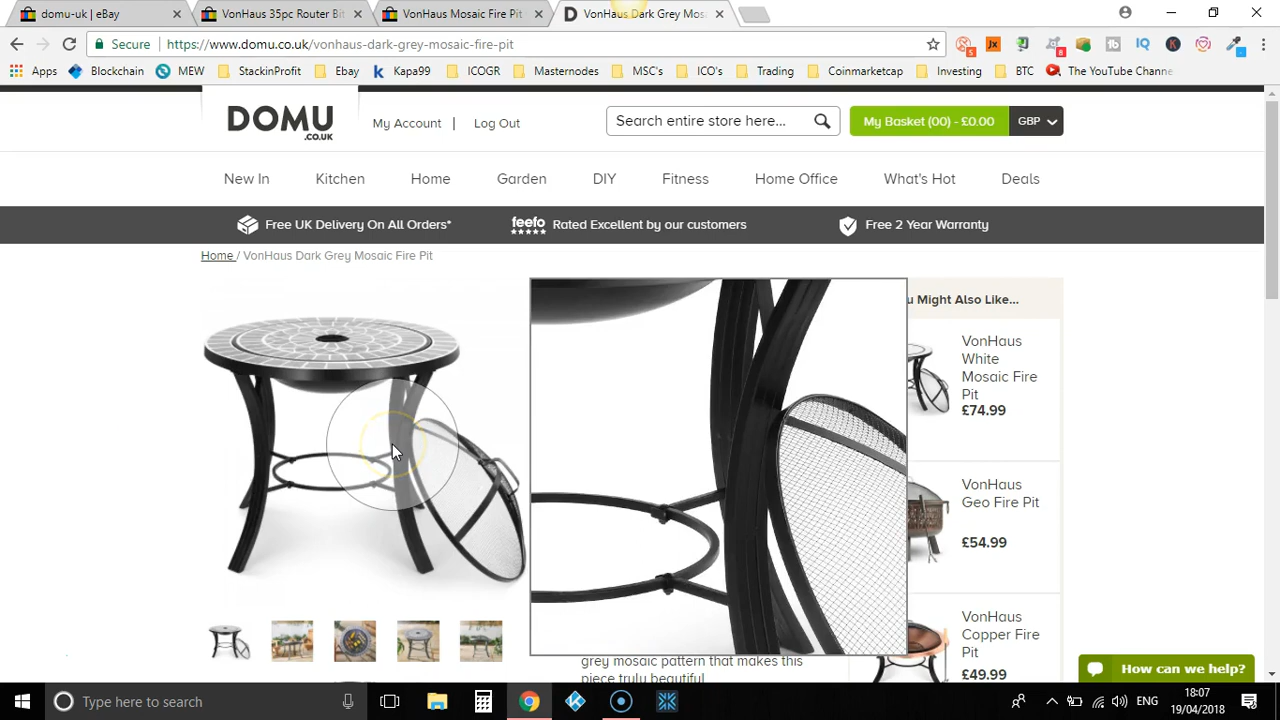 domu-uk | eBay
VonHaus 35pc Router Bit
VonHaus Mosaic Fire Pit
VonHaus Dark Grey Mos
Secure
https://www.domu.co.uk/vonhaus-dark-grey-mosaic-fire-pit
5
8
Apps
Blockchain
MEW
StackinProfit
Ebay
Kapa99
ICOGR
Masternodes
MSC's
ICO's
Trading
Coinmarketcap
Investing
BTC
The YouTube Channe
DOMU
.CO.UK
My Account |
Log Out
Search entire store here...
My Basket (00) - £0.00
GBP
New In
Kitchen
Home
Garden
DIY
Fitness
Home Office
What's Hot
Deals
Free UK Delivery On All Orders*
feefo
Rated Excellent by our customers
Free 2 Year Warranty
Home / VonHaus Dark Grey Mosaic Fire Pit
u Might Also Like...
VonHaus
White
Mosaic Fire
Pit
£74.99
VonHaus
Geo Fire Pit
£54.99
VonHaus
Copper Fire
Pit
£49.99
grey mosaic pattern that makes this
piece truly beautiful
How can we help?
Type here to search
ENG
18:07
19/04/2018